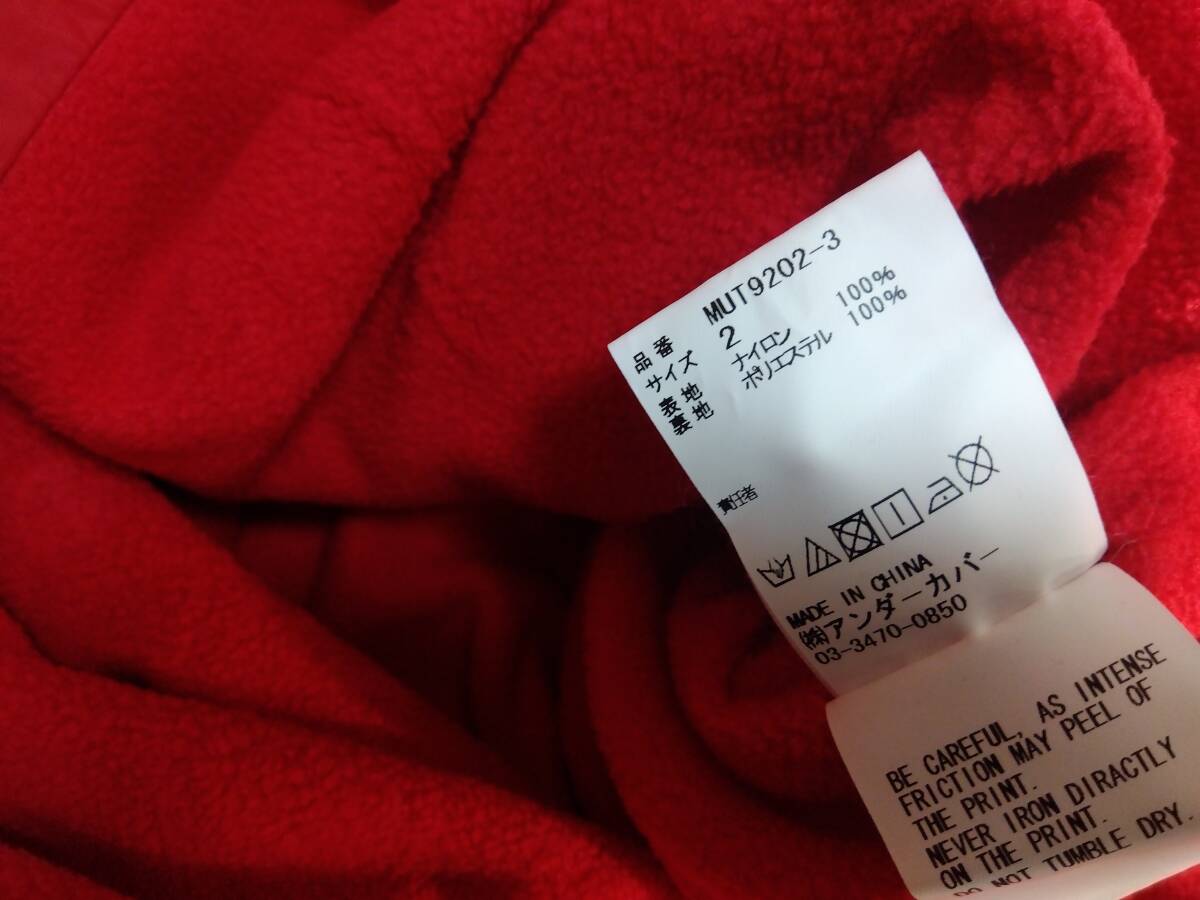 品番 MUT9202-3
サイズ 2
表地 ナイロン 100%
裏地 ポリエステル 100%
責任者
MADE IN CHINA
㈱アンダーカバー
03-3470-0850
BE CAREFUL, AS INTENSE
FRICTION MAY PEEL OF
THE PRINT.
NEVER IRON DIRACTLY
ON THE PRINT.
DO NOT TUMBLE DRY.